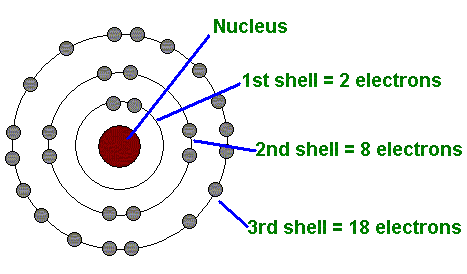 Nucleus
1st shell = 2 electrons
2nd shell = 8 electrons
3rd shell = 18 electrons